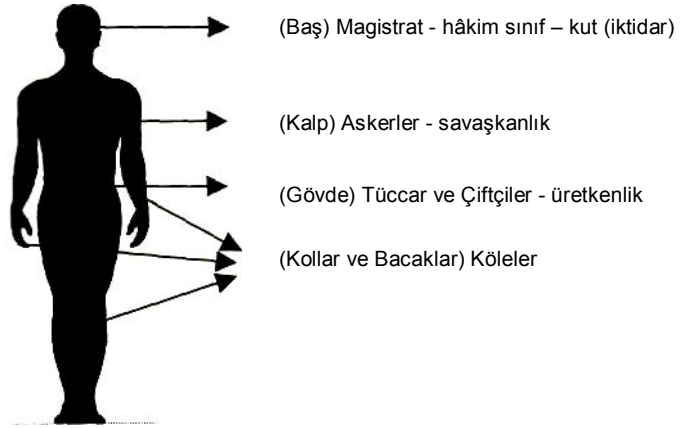 (Baş) Magistrat - hâkim sınıf – kut (iktidar)
(Kalp) Askerler - savaşkanlık
(Gövde) Tüccar ve Çiftçiler - üretkenlik
(Kollar ve Bacaklar) Köleler